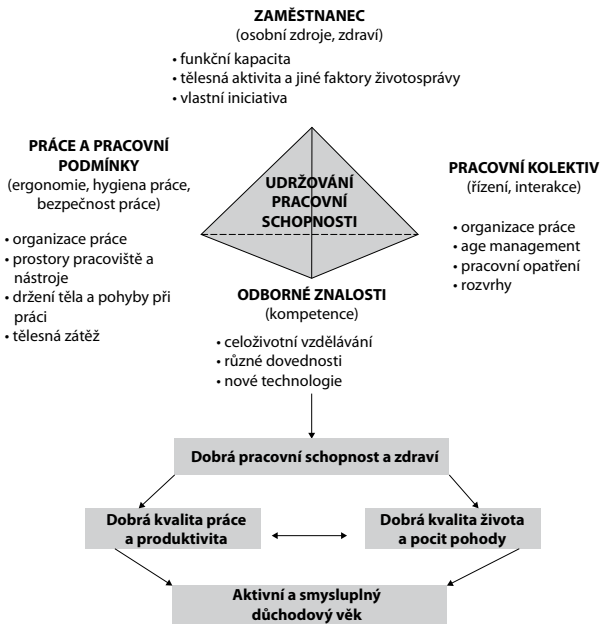 ZAMĚSTNANEC
(osobní zdroje, zdraví)
• funkční kapacita
• tělesná aktivita a jiné faktory životosprávy
• vlastní iniciativa
PRÁCE A PRACOVNÍ
PODMÍNKY
(ergonomie, hygiena práce,
bezpečnost práce)
• organizace práce
• prostory pracoviště a
nástroje
• držení těla a pohyby při
práci
• tělesná zátěž
UDRŽOVÁNÍ
PRACOVNÍ
SCHOPNOSTI
PRACOVNÍ KOLEKTIV
(řízení, interakce)
• organizace práce
• age management
• pracovní opatření
• rozvrhy
ODBORNÉ ZNALOSTI
(kompetence)
• celoživotní vzdělávání
• různé dovednosti
• nové technologie
Dobrá pracovní schopnost a zdraví
Dobrá kvalita práce
a produktivita
Dobrá kvalita života
a pocit pohody
Aktivní a smysluplný
důchodový věk